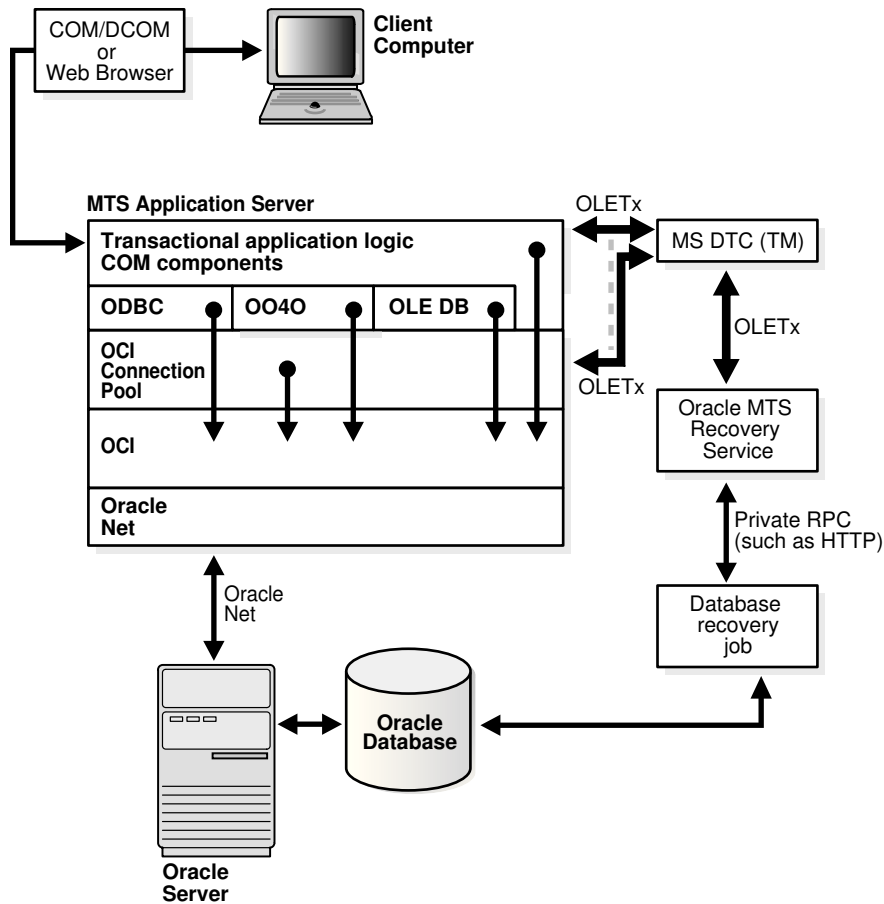 COM/DCOM
or
Web Browser
Client
Computer
MTS Application Server
OLETx
Transactional application logic
COM components
MS DTC (TM)
ODBC
OO4O
OLE DB
OLETx
OCI
Connection
Pool
OLETx
Oracle MTS
Recovery
Service
OCI
Oracle
Net
Private RPC
(such as HTTP)
Oracle
Net
Database
recovery
job
Oracle
Database
Oracle
Server